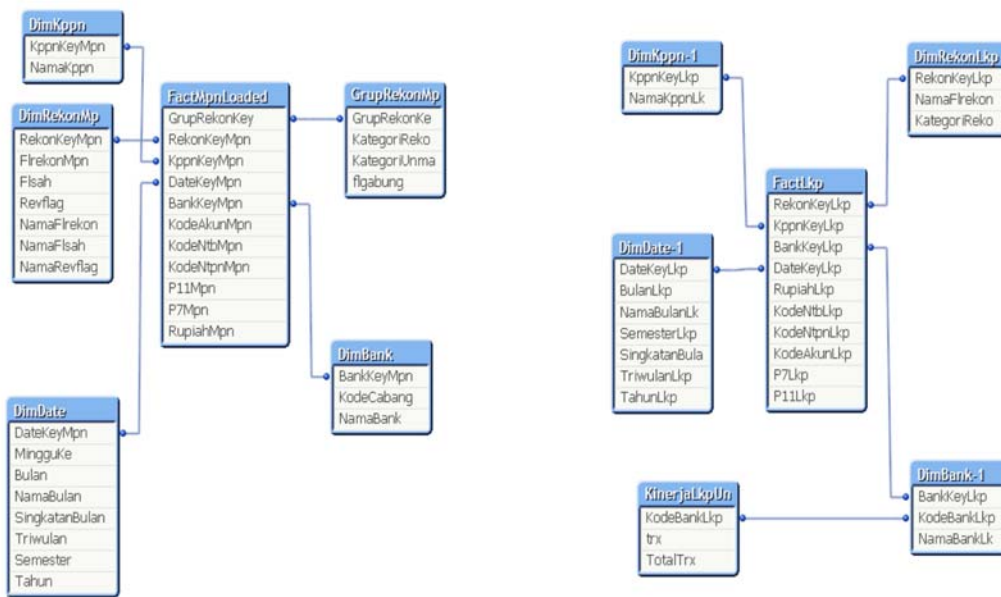 DimKppn
KppnKeyMpn
NamaKppn
DimRekonMp
RekonKeyMpn
FlrekonMpn
Flsah
Revflag
NamaFlrekon
NamaFlsah
NamaRevflag
FactMpnLoaded
GrupRekonKey
RekonKeyMpn
KppnKeyMpn
DateKeyMpn
BankKeyMpn
KodeAkunMpn
KodeNtbMpn
KodeNtpnMpn
P11Mpn
P7Mpn
RupiahMpn
GrupRekonMp
GrupRekonKe
KategoriReko
KategoriUnma
flgabung
DimBank
BankKeyMpn
KodeCabang
NamaBank
DimDate
DateKeyMpn
MingguKe
Bulan
NamaBulan
SingkatanBulan
Triwulan
Semester
Tahun
DimKppn-1
KppnKeyLkp
NamaKppnLk
DimRekonLkp
RekonKeyLkp
NamaFlrekon
KategoriReko
FactLkp
RekonKeyLkp
KppnKeyLkp
BankKeyLkp
DateKeyLkp
RupiahLkp
KodeNtbLkp
KodeNtpnLkp
KodeAkunLkp
P7Lkp
P11Lkp
DimDate-1
DateKeyLkp
BulanLkp
NamaBulanLk
SemesterLkp
SingkatanBula
TriwulanLkp
TahunLkp
KinerjaLkpUn
KodeBankLkp
trx
TotalTrx
DimBank-1
BankKeyLkp
KodeBankLkp
NamaBankLk